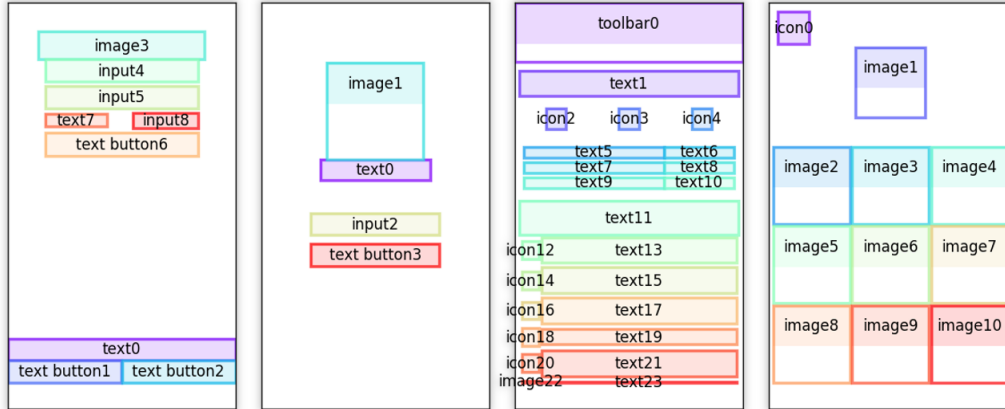 image3
input4
input5
text7 input8
text button6
text0
text button1 text button2
image1
text0
input2
text button3
toolbar0
text1
icon2 icon3 icon4
text5 text6
text7 text8
text9 text10
text11
icon12 text13
icon14 text15
icon16 text17
icon18 text19
icon20 text21
image22 text23
icon0
image1
image2 image3 image4
image5 image6 image7
image8 image9 image10